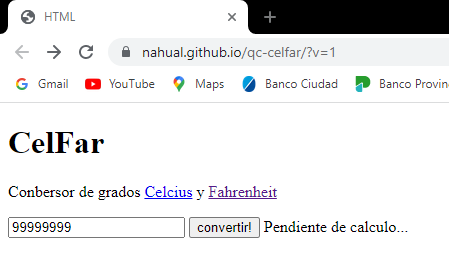 HTML
nahual.github.io/qc-celfar/?v=1
Gmail YouTube Maps Banco Ciudad Banco Provin
CelFar
Conbersor de grados Celcius y Fahrenheit
99999999 convertir! Pendiente de calculo...